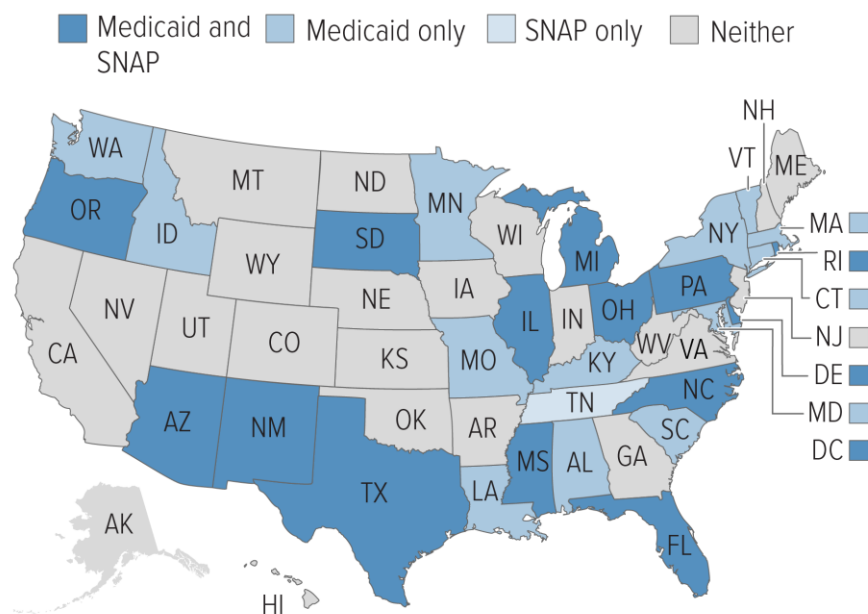 Medicaid and
SNAP
Medicaid only
SNAP only
Neither
NH
VT
ME
WA
MT
ND
MN
OR
ID
SD
WI
NY
MA
WY
MI
RI
IA
PA
CT
NV
NE
IL
IN
OH
NJ
CA
UT
CO
KS
MO
KY
WV
VA
DE
TN
NC
MD
AZ
NM
OK
AR
SC
DC
MS
AL
GA
TX
LA
AK
FL
HI